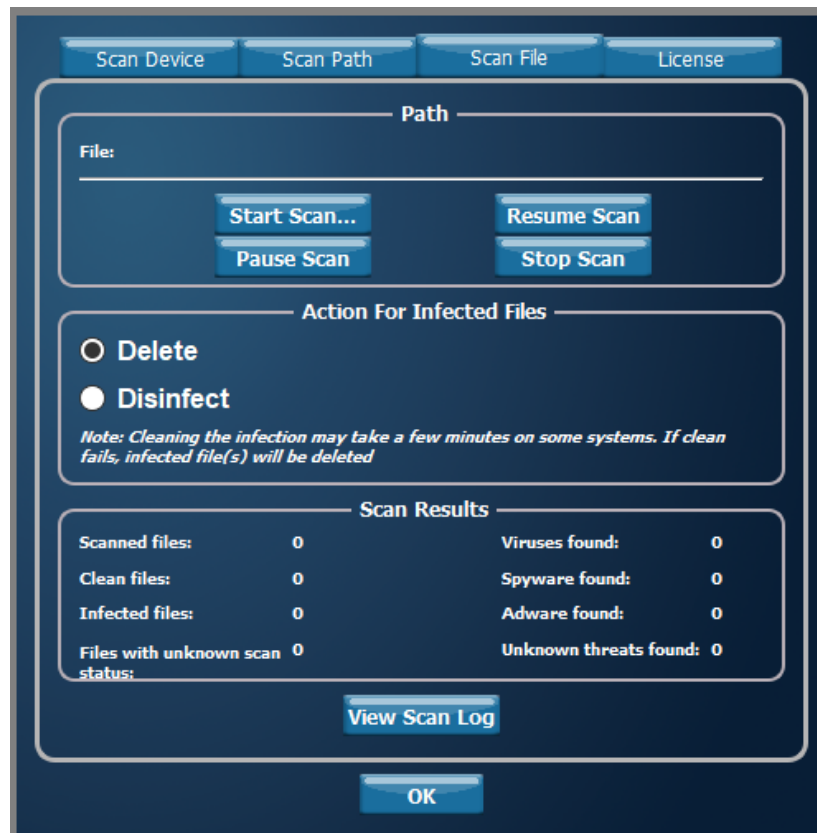 Scan Device Scan Path Scan File License
Path
File:
Start Scan... Resume Scan
Pause Scan Stop Scan
Action For Infected Files
Delete
Disinfect
Note: Cleaning the infection may take a few minutes on some systems. If clean
fails, infected file(s) will be deleted
Scan Results
Scanned files: 0 Viruses found: 0
Clean files: 0 Spyware found: 0
Infected files: 0 Adware found: 0
Files with unknown scan 0 Unknown threats found: 0
status:
View Scan Log
OK